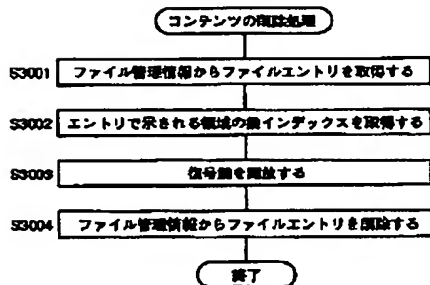 コンテンツの削除処理
S3001 ファイル管理情報からファイルエントリを取得する
S3002 エントリで示される領域の鍵インデックスを取得する
S3003 復号鍵を開放する
S3004 ファイル管理情報からファイルエントリを削除する
終了